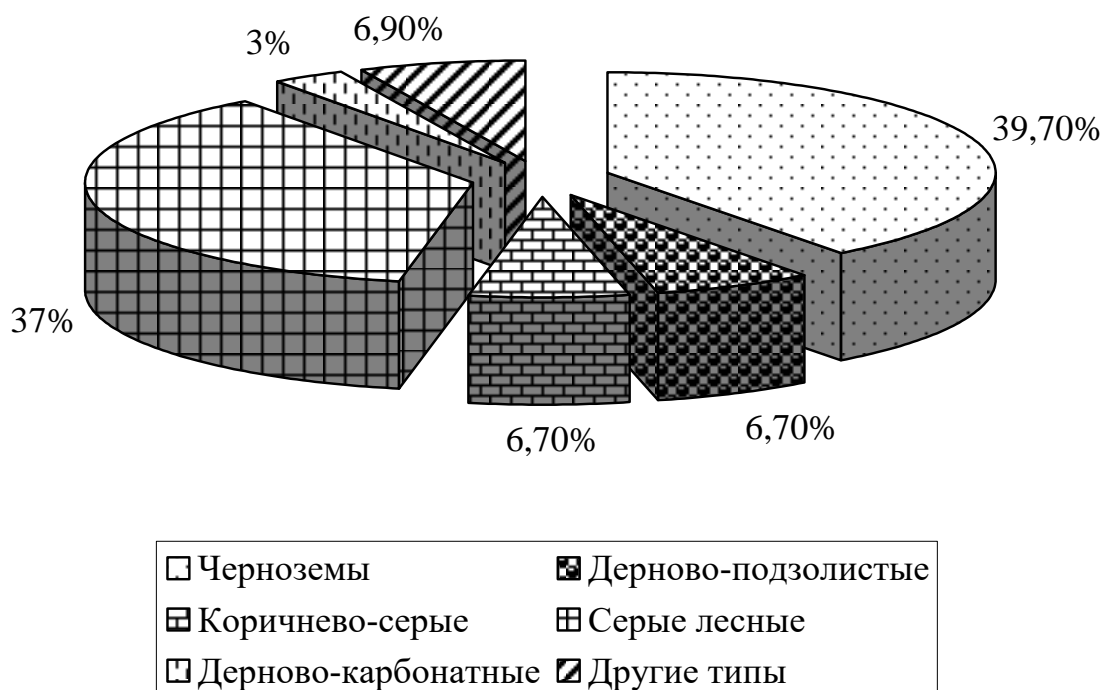 6,90%
3%
39,70%
37%
6,70%
6,70%
Черноземы Дерново-подзолистые
Коричнево-серые Серые лесные
Дерново-карбонатные Другие типы